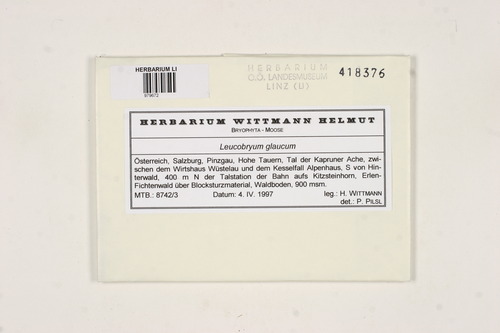 HERBARIUM LI
HERBARIUM
O.Ö. LANDESMUSEUM
LINZ (U)
418376
HERBARIUM WITTMANN HELMUT
BRYOPHYTA - MOOSE
Leucobryum glaucum
Österreich, Salzburg, Pinzgau, Hohe Tauern, Tal der Kapruner Ache, zwi-
schen dem Wirtshaus Wüstelau und dem Kesselfall Alpenhaus, S von Hin-
terwald, 400 m N der Talstation der Bahn aufs Kitzsteinhorn, Erlen-
Fichtenwald über Blocksturzmaterial, Waldboden, 900 msm.
MTB.: 8742/3 Datum: 4. IV. 1997 leg.: H. WITTMANN
det.: P. PILSL